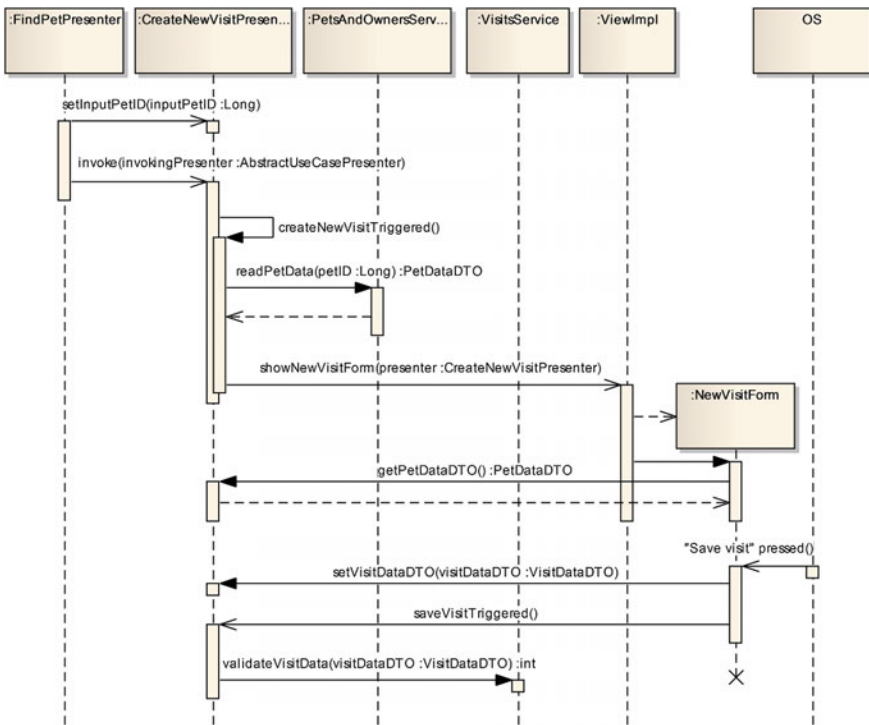 :FindPetPresenter
:CreateNewVisitPresen...
:PetsAndOwnersServ...
:VisitsService
:ViewImpl
OS
setInputPetID(inputPetID :Long)
invoke(invokingPresenter :AbstractUseCasePresenter)
createNewVisitTriggered()
readPetData(petID :Long) :PetDataDTO
showNewVisitForm(presenter :CreateNewVisitPresenter)
:NewVisitForm
getPetDataDTO() :PetDataDTO
"Save visit" pressed()
setVisitDataDTO(visitDataDTO :VisitDataDTO)
saveVisitTriggered()
validateVisitData(visitDataDTO :VisitDataDTO) :int